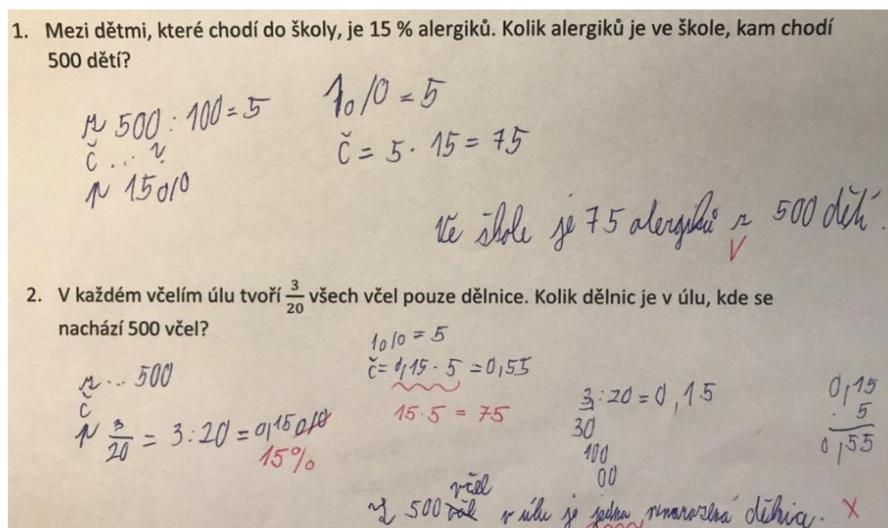 1. Mezi dětmi, které chodí do školy, je 15 % alergiků. Kolik alergiků je ve škole, kam chodí
500 dětí?
z 500 : 100 = 5
č ... ?
p 15 %
1 % = 5
č = 5 · 15 = 75
Ve škole je 75 alergiků z 500 dětí.
✓
2. V každém včelím úlu tvoří 3/20 všech včel pouze dělnice. Kolik dělnic je v úlu, kde se
nachází 500 včel?
z ... 500
č
p 3/20 = 3 : 20 = 0,15 %
15 %
1 % = 5
č = 0,15 · 5 = 0,55
15 · 5 = 75
3 : 20 = 0,15
30
100
00
0,15
· 5
0,55
včel
Z 500 v úlu je jedna dělnice. X